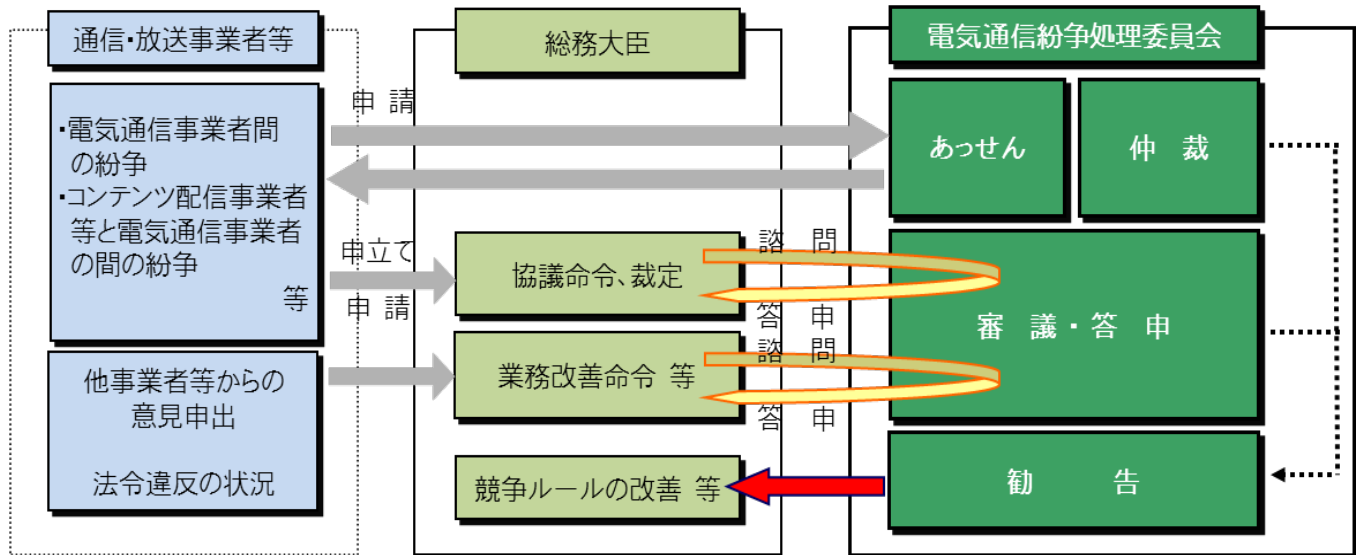 通信・放送事業者等
・電気通信事業者間
の紛争
・コンテンツ配信事業者
等と電気通信事業者
の間の紛争
等
他事業者等からの
意見申出
法令違反の状況
申 請
申立て
申 請
総務大臣
協議命令、裁定
業務改善命令 等
競争ルールの改善 等
諮 問
答 申
諮 問
答 申
電気通信紛争処理委員会
あっせん
仲 裁
審 議・答 申
勧 告